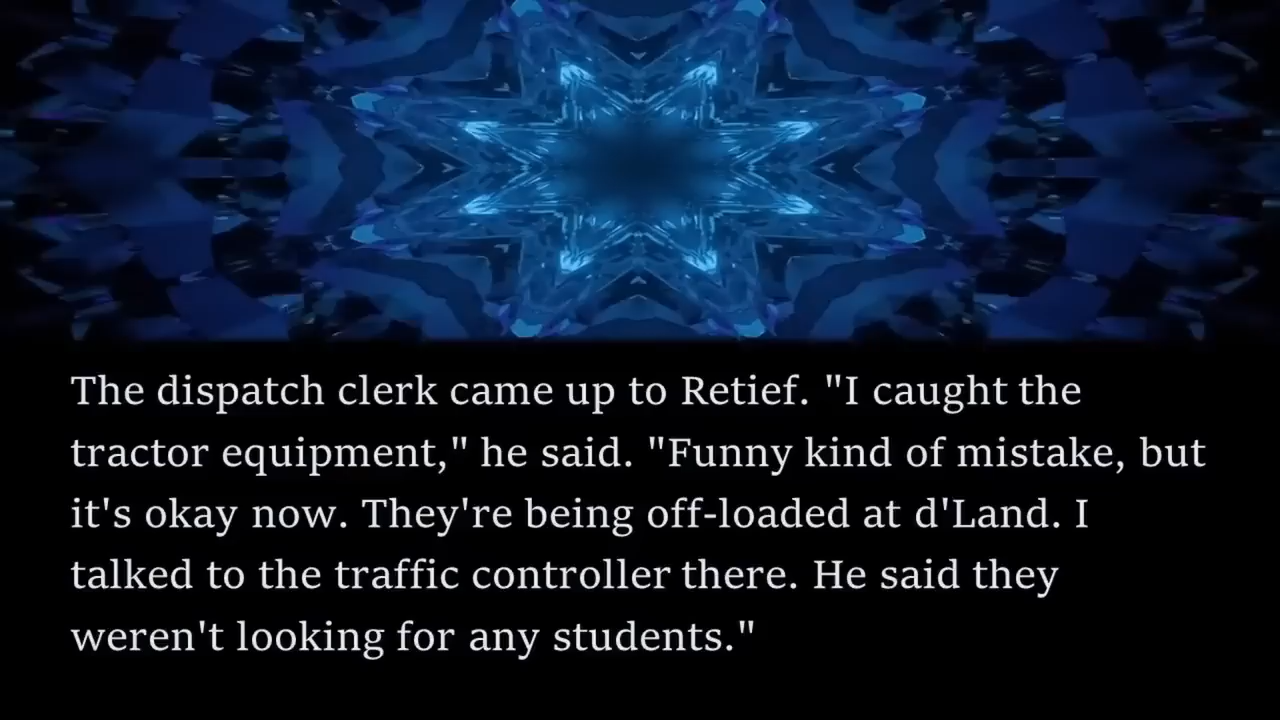 The dispatch clerk came up to Retief. "I caught the
tractor equipment," he said. "Funny kind of mistake, but
it's okay now. They're being off-loaded at d'Land. I
talked to the traffic controller there. He said they
weren't looking for any students."